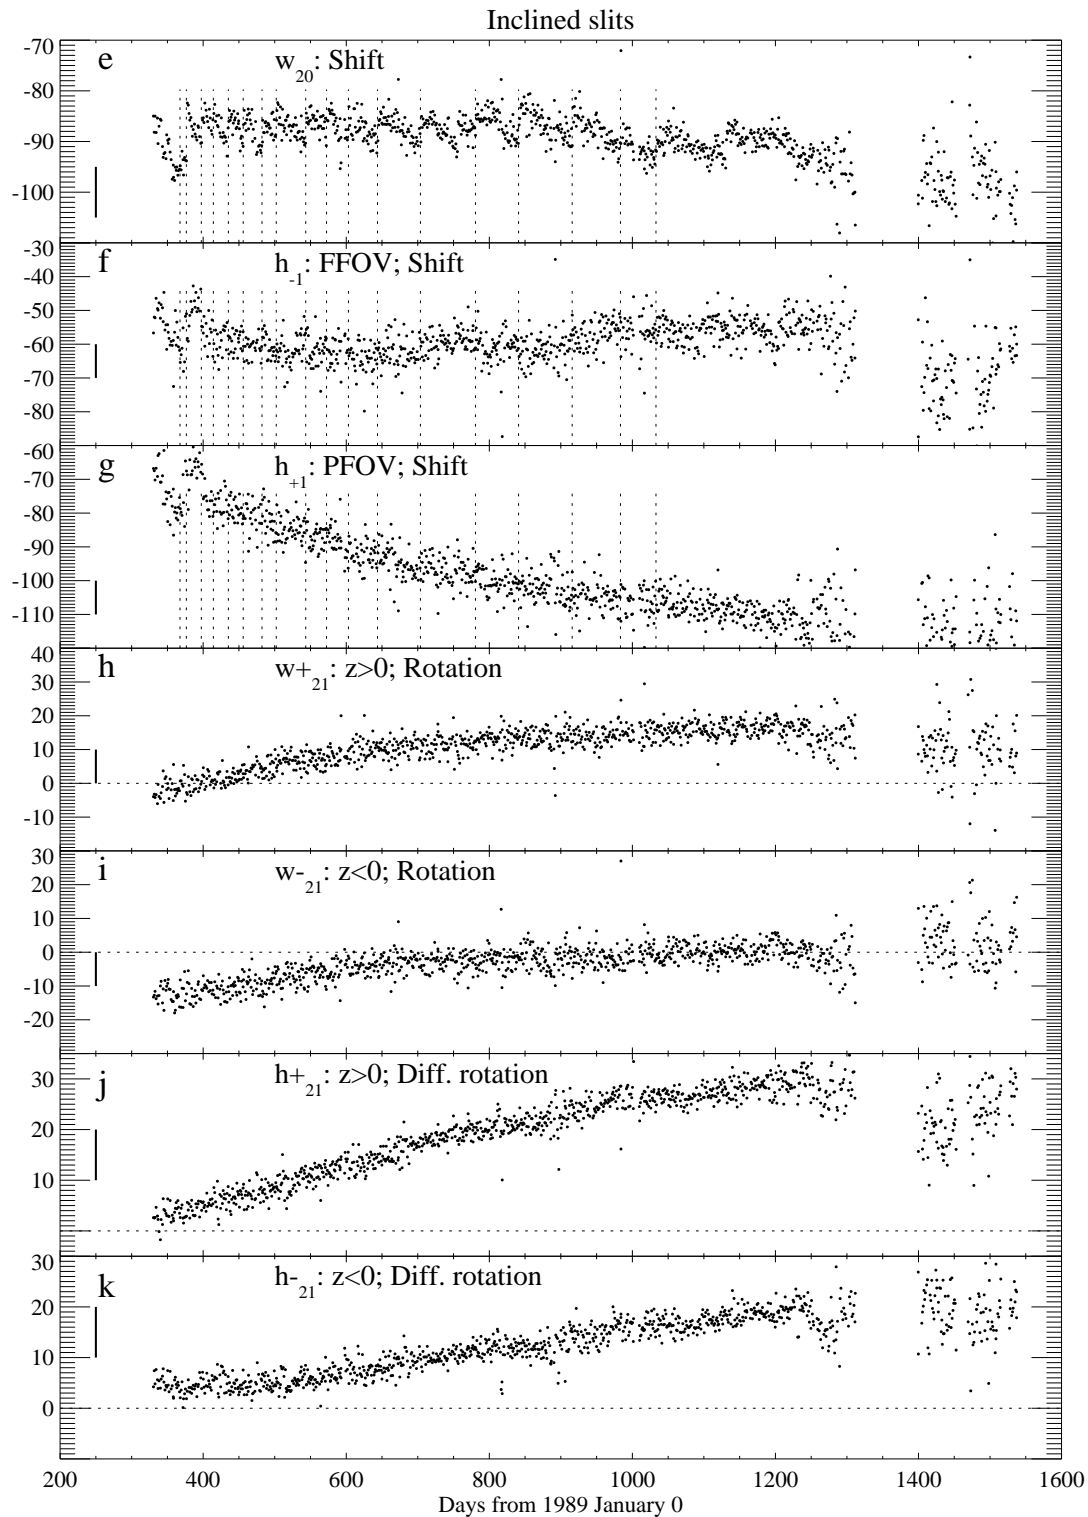 Inclined slits
-70
e
w20: Shift
-80
-90
-100
-30
f
h-1: FFOV; Shift
-40
-50
-60
-70
-80
-60
g
h+1: PFOV; Shift
-70
-80
-90
-100
-110
40
h
w+21: z>0; Rotation
30
20
10
0
-10
30
i
w-21: z<0; Rotation
20
10
0
-10
-20
j
h+21: z>0; Diff. rotation
30
20
10
30
k
h-21: z<0; Diff. rotation
20
10
0
200 400 600 800 1000 1200 1400 1600
Days from 1989 January 0